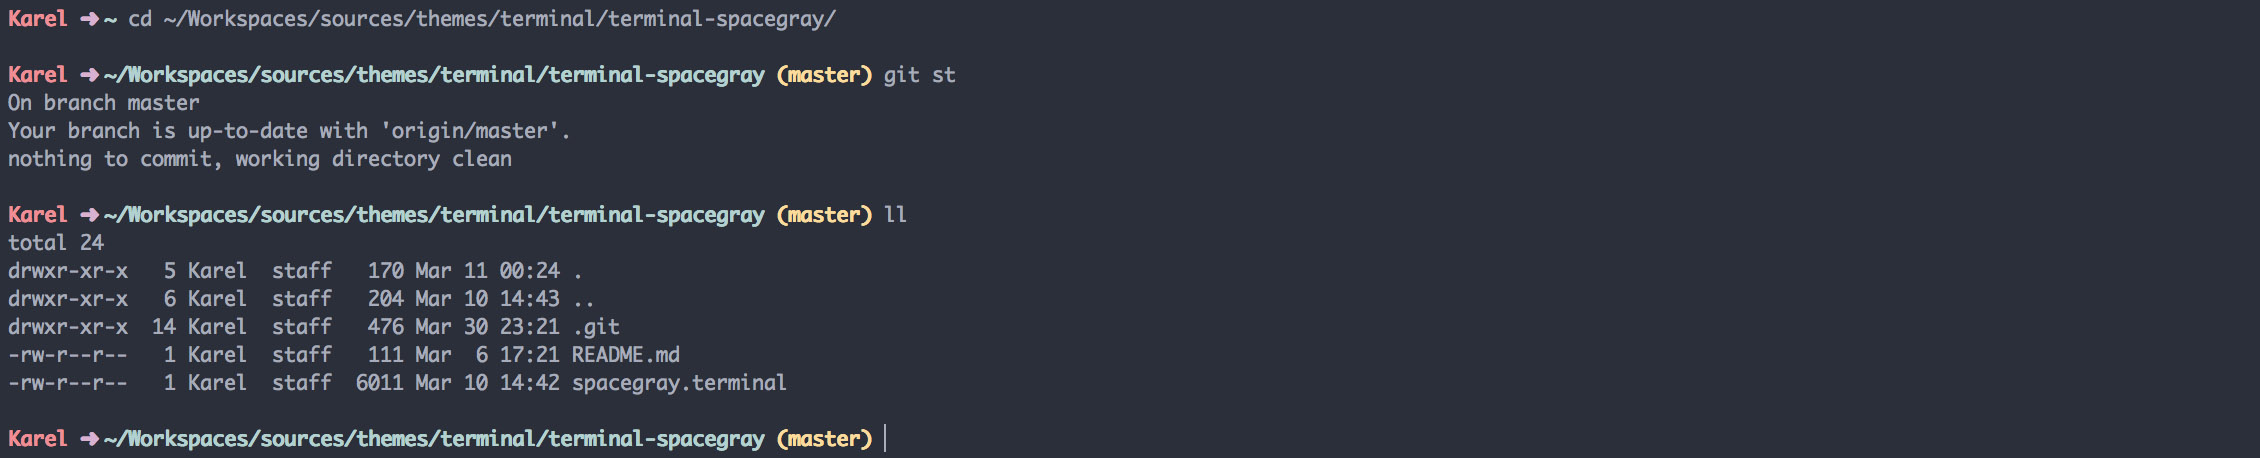 Karel ➜ ~ cd ~/Workspaces/sources/themes/terminal/terminal-spacegray/
Karel ➜ ~/Workspaces/sources/themes/terminal/terminal-spacegray (master) git st
On branch master
Your branch is up-to-date with 'origin/master'.
nothing to commit, working directory clean
Karel ➜ ~/Workspaces/sources/themes/terminal/terminal-spacegray (master) ll
total 24
drwxr-xr-x   5 Karel  staff   170 Mar 11 00:24 .
drwxr-xr-x   6 Karel  staff   204 Mar 10 14:43 ..
drwxr-xr-x  14 Karel  staff   476 Mar 30 23:21 .git
-rw-r--r--   1 Karel  staff   111 Mar  6 17:21 README.md
-rw-r--r--   1 Karel  staff  6011 Mar 10 14:42 spacegray.terminal
Karel ➜ ~/Workspaces/sources/themes/terminal/terminal-spacegray (master)